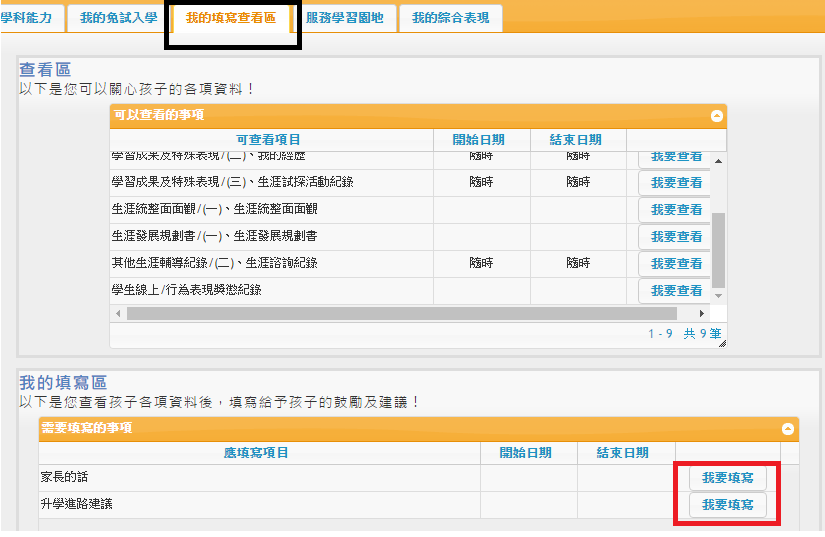 學科能力 我的免試入學 我的填寫查看區 服務學習園地 我的綜合表現
查看區
以下是您可以關心孩子的各項資料！
可以查看的事項
可查看項目 開始日期 結束日期
學習成果及特殊表現/(二)、我的經歷 隨時 隨時 我要查看
學習成果及特殊表現/(三)、生涯試探活動紀錄 隨時 隨時 我要查看
生涯統整面面觀/(一)、生涯統整面面觀 我要查看
生涯發展規劃書/(一)、生涯發展規劃書 我要查看
其他生涯輔導紀錄/(二)、生涯諮詢紀錄 隨時 隨時 我要查看
學生線上/行為表現獎懲紀錄 我要查看
1 - 9 共 9 筆
我的填寫區
以下是您查看孩子各項資料後，填寫給予孩子的鼓勵及建議！
需要填寫的事項
應填寫項目 開始日期 結束日期
家長的話 我要填寫
升學進路建議 我要填寫